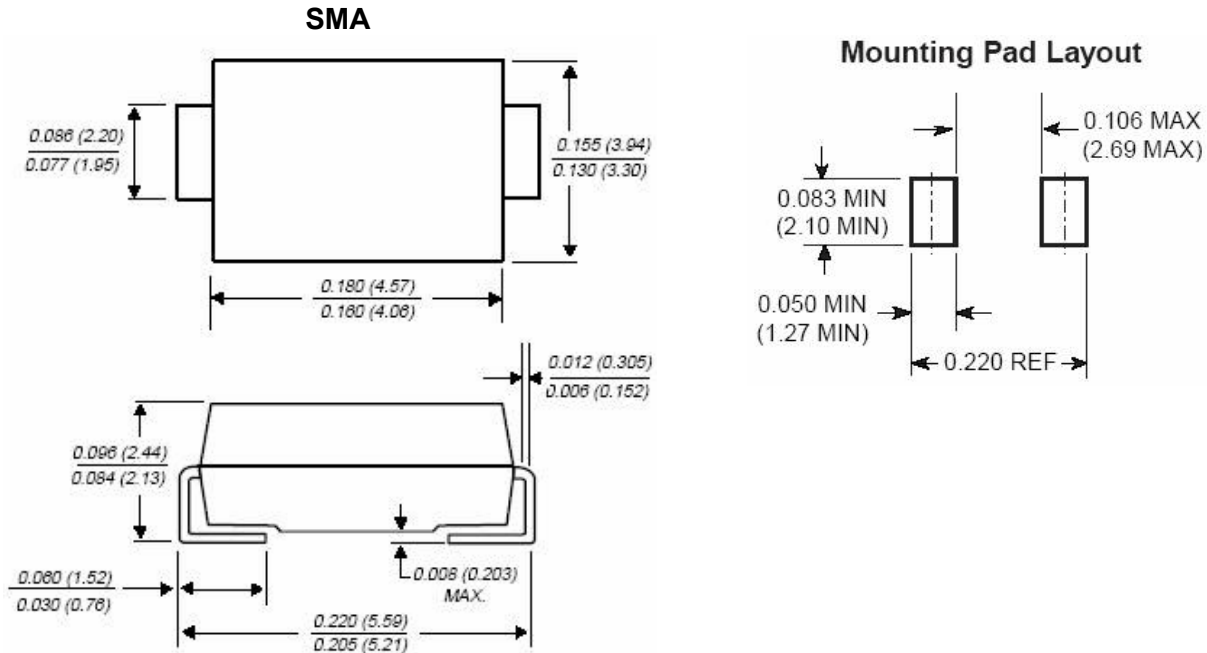 SMA
Mounting Pad Layout
0.086 (2.20)
0.077 (1.95)
0.155 (3.94)
0.130 (3.30)
0.180 (4.57)
0.160 (4.06)
0.106 MAX
(2.69 MAX)
0.083 MIN
(2.10 MIN)
0.050 MIN
(1.27 MIN)
0.220 REF
0.012 (0.305)
0.006 (0.152)
0.096 (2.44)
0.084 (2.13)
0.008 (0.203)
MAX.
0.060 (1.52)
0.030 (0.76)
0.220 (5.59)
0.205 (5.21)